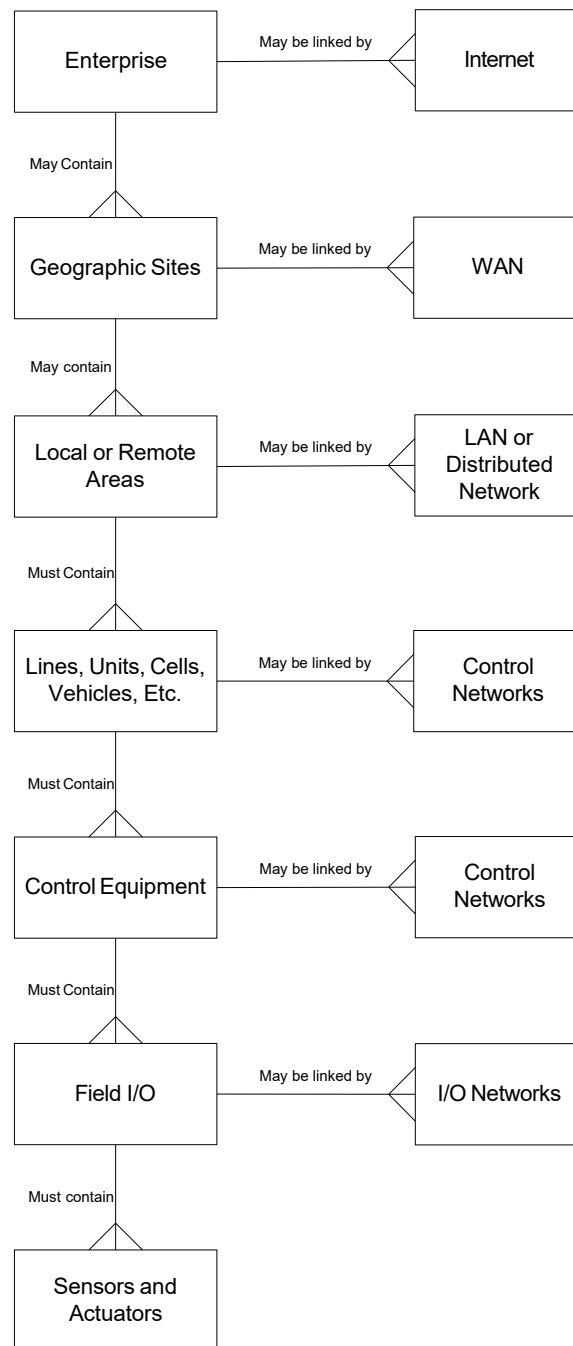 Enterprise
May be linked by
Internet
May Contain
Geographic Sites
May be linked by
WAN
May contain
Local or Remote
Areas
May be linked by
LAN or
Distributed
Network
Must Contain
Lines, Units, Cells,
Vehicles, Etc.
May be linked by
Control
Networks
Must Contain
Control Equipment
May be linked by
Control
Networks
Must Contain
Field I/O
May be linked by
I/O Networks
Must contain
Sensors and
Actuators